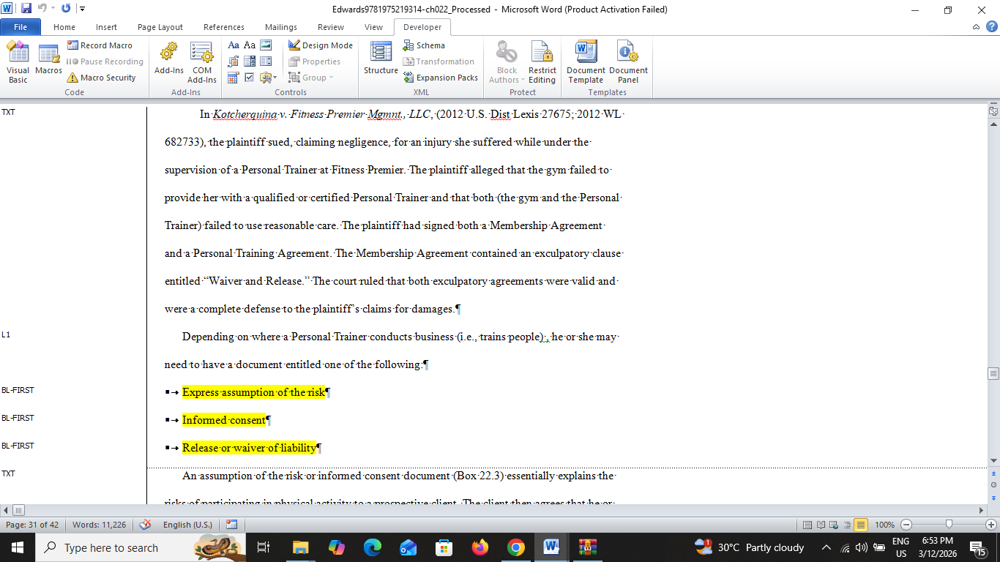 Edwards9781975219314-ch022_Processed - Microsoft Word (Product Activation Failed)
File Home Insert Page Layout References Mailings Review View Developer
Visual Basic
Macros
Record Macro
Pause Recording
Macro Security
Code
Add-Ins
COM Add-Ins
Add-Ins
Aa Aa
Design Mode
Properties
Group
Controls
Structure
Schema
Transformation
Expansion Packs
XML
Block Authors
Restrict Editing
Protect
Document Template
Document Panel
Templates
TXT
In Kotcherquina v. Fitness Premier Mgmnt., LLC, (2012 U.S. Dist Lexis 27675; 2012 WL
682733), the plaintiff sued, claiming negligence, for an injury she suffered while under the
supervision of a Personal Trainer at Fitness Premier. The plaintiff alleged that the gym failed to
provide her with a qualified or certified Personal Trainer and that both (the gym and the Personal
Trainer) failed to use reasonable care. The plaintiff had signed both a Membership Agreement
and a Personal Training Agreement. The Membership Agreement contained an exculpatory clause
entitled “Waiver and Release.” The court ruled that both exculpatory agreements were valid and
were a complete defense to the plaintiff’s claims for damages.¶
L1
Depending on where a Personal Trainer conducts business (i.e., trains people) , he or she may
need to have a document entitled one of the following:¶
BL-FIRST
■→ Express assumption of the risk¶
BL-FIRST
■→ Informed consent¶
BL-FIRST
■→ Release or waiver of liability¶
TXT
An assumption of the risk or informed consent document (Box 22.3) essentially explains the
risks of participating in physical activity to a prospective client. The client then agrees that he or
Page: 31 of 42 Words: 11,226 English (U.S.) 100%
Type here to search
30°C Partly cloudy
ENG US
6:53 PM
3/12/2026
15